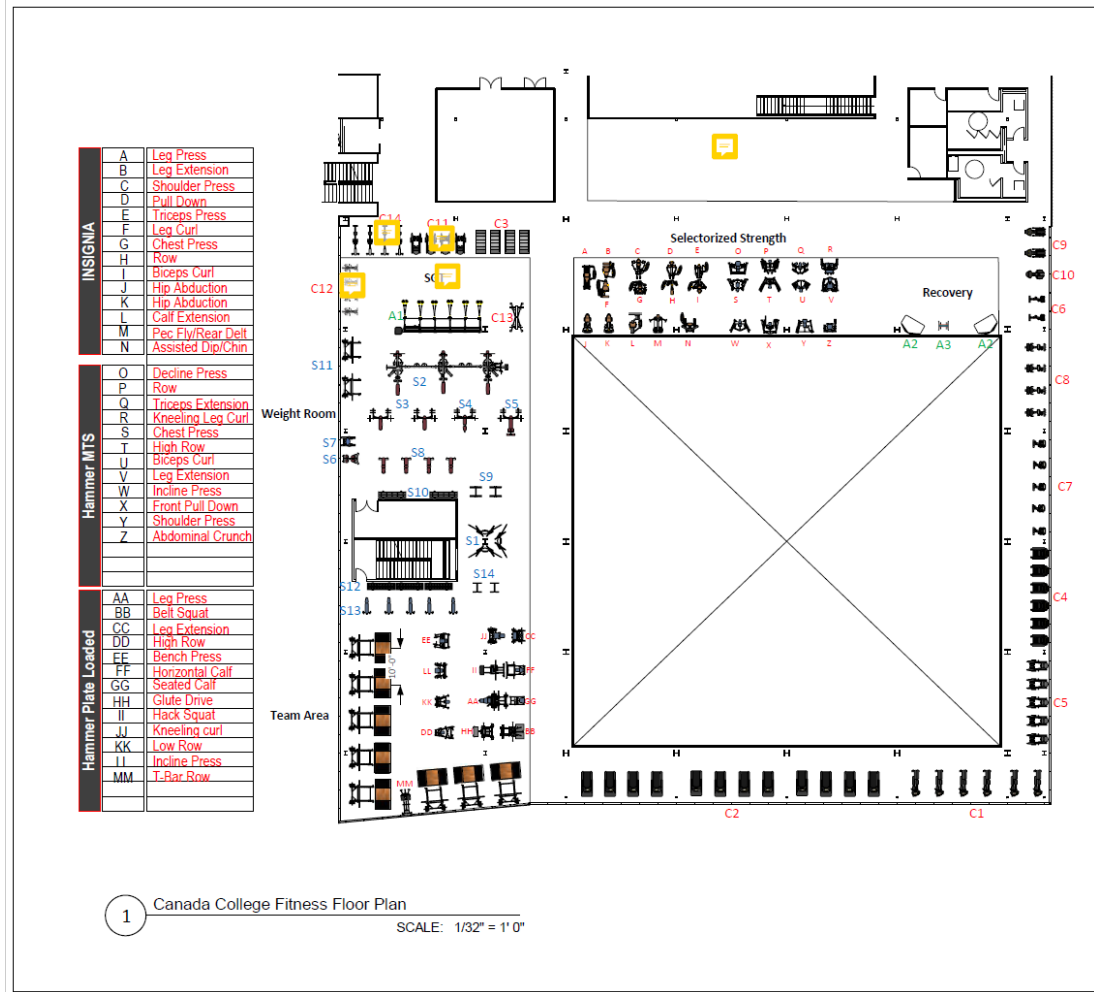 INSIGNIA
A Leg Press
B Leg Extension
C Shoulder Press
D Pull Down
E Triceps Press
F Leg Curl
G Chest Press
H Row
I Biceps Curl
J Hip Abduction
K Hip Abduction
L Calf Extension
M Pec Fly/Rear Delt
N Assisted Dip/Chin
Hammer MTS
O Decline Press
P Row
Q Triceps Extension
R Kneeling Leg Curl
S Chest Press
T High Row
U Biceps Curl
V Leg Extension
W Incline Press
X Front Pull Down
Y Shoulder Press
Z Abdominal Crunch
Hammer Plate Loaded
AA Leg Press
BB Belt Squat
CC Leg Extension
DD High Row
EE Bench Press
FF Horizontal Calf
GG Seated Calf
HH Glute Drive
II Hack Squat
JJ Kneeling curl
KK Low Row
LL Incline Press
MM T-Bar Row
C14 C11 C3
C12
A1 C13
S11
S2
S3 S4 S5
Weight Room
S7
S6
S8
S9
S10
S1
S14
S12
S13
EE JJ CC
10'-0"
LL II FF
KK AA GG
Team Area
DD HH BB
MM
Selectorized Strength
A B C D E O P Q R
F G H I S T U V
J K L M N W X Y Z
Recovery
A2 A3 A2
C9
C10
C6
C8
C7
C4
C5
C2 C1
1 Canada College Fitness Floor Plan
SCALE: 1/32" = 1' 0"